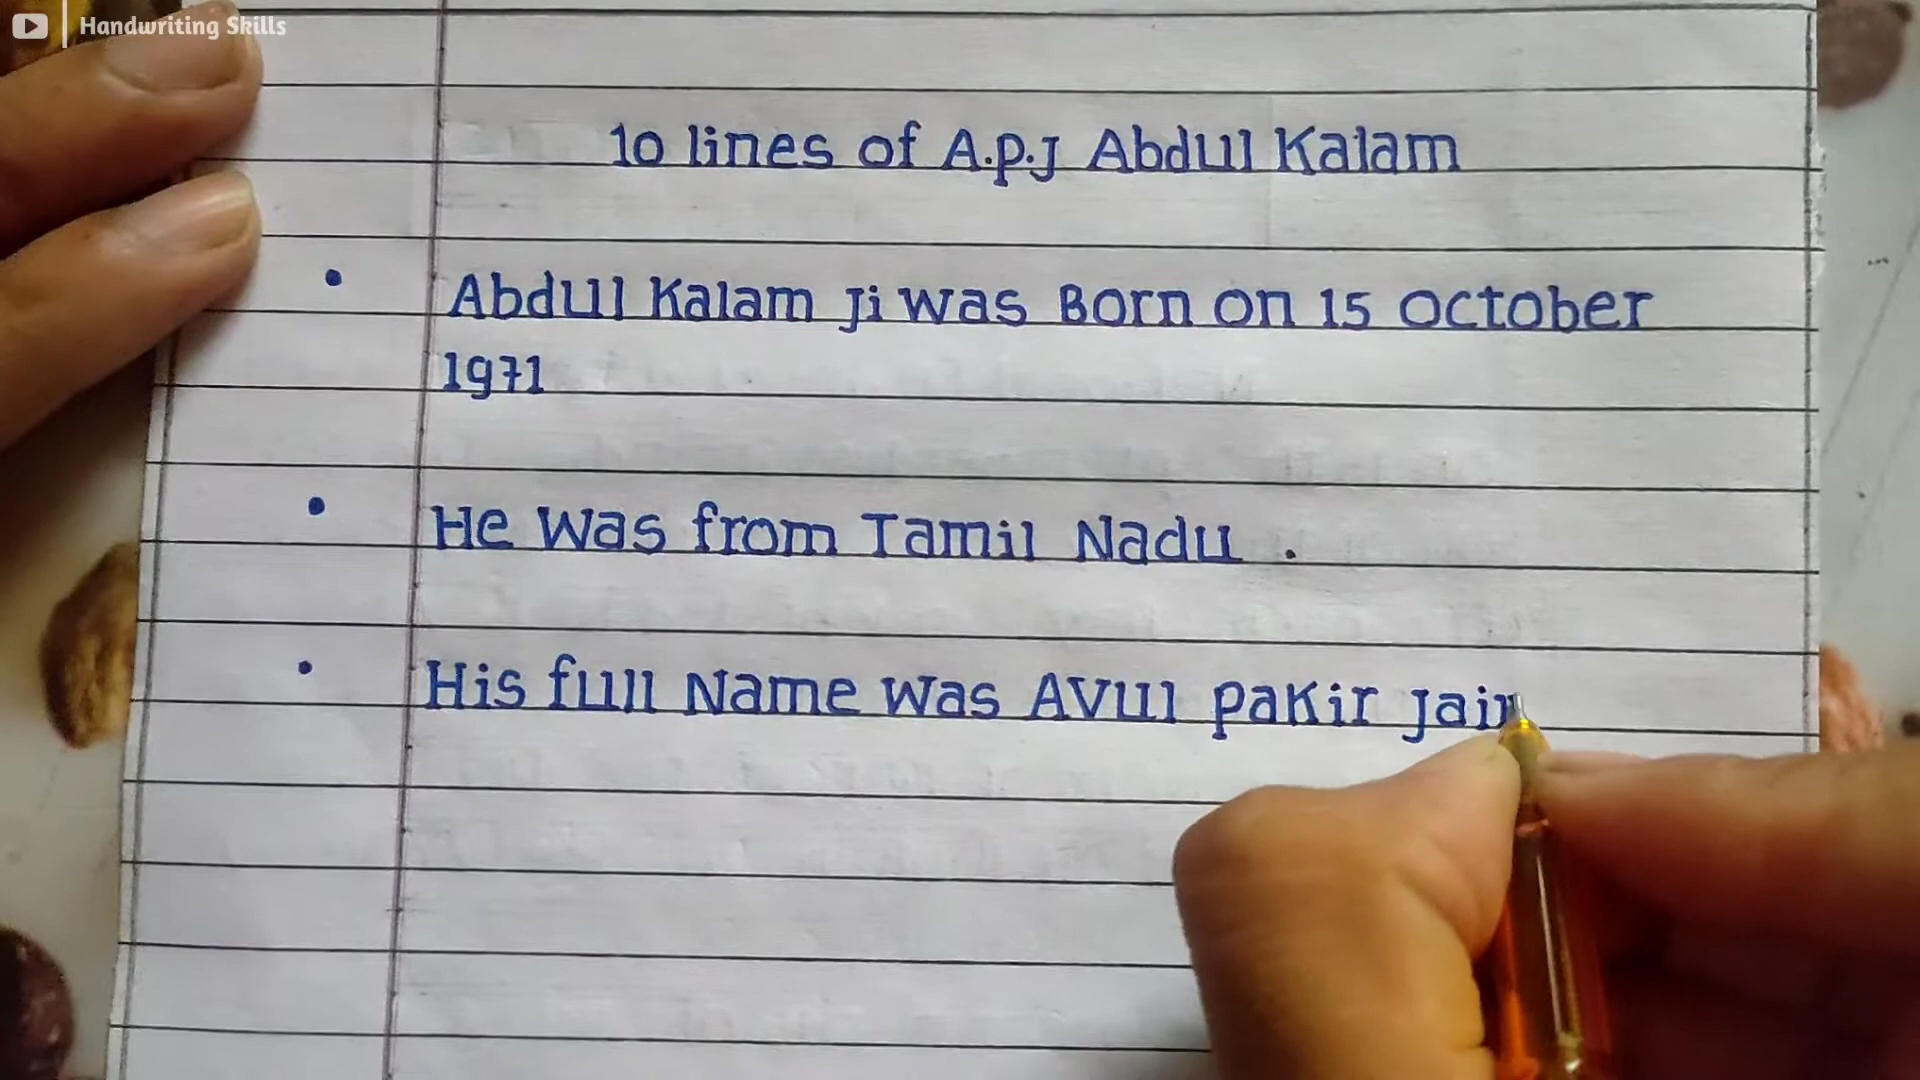 Handwriting Skills
10 lines of A.P.J Abdul Kalam
• Abdul Kalam Ji was Born on 15 October
1971
• He was from Tamil Nadu .
• His full Name was AVul PaKir